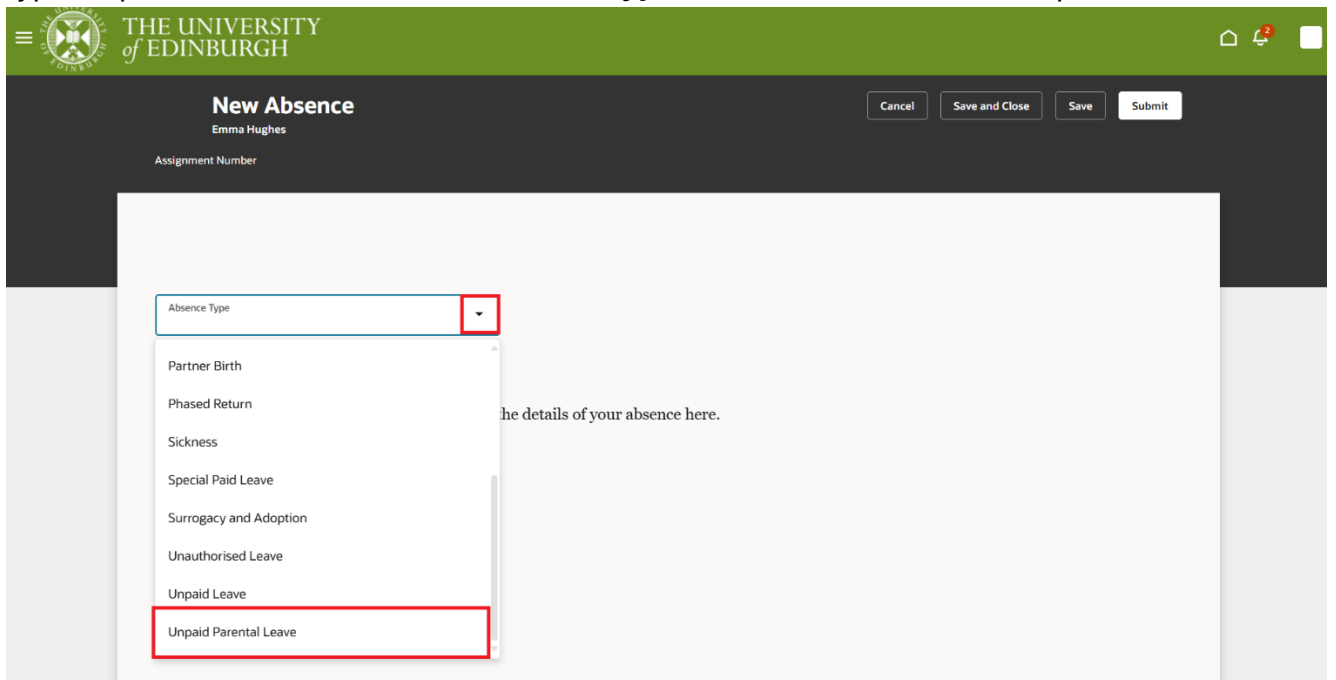 THE UNIVERSITY
of EDINBURGH
2
New Absence
Cancel
Save and Close
Save
Submit
Emma Hughes
Assignment Number
Absence Type
Partner Birth
Phased Return
he details of your absence here.
Sickness
Special Paid Leave
Surrogacy and Adoption
Unauthorised Leave
Unpaid Leave
Unpaid Parental Leave